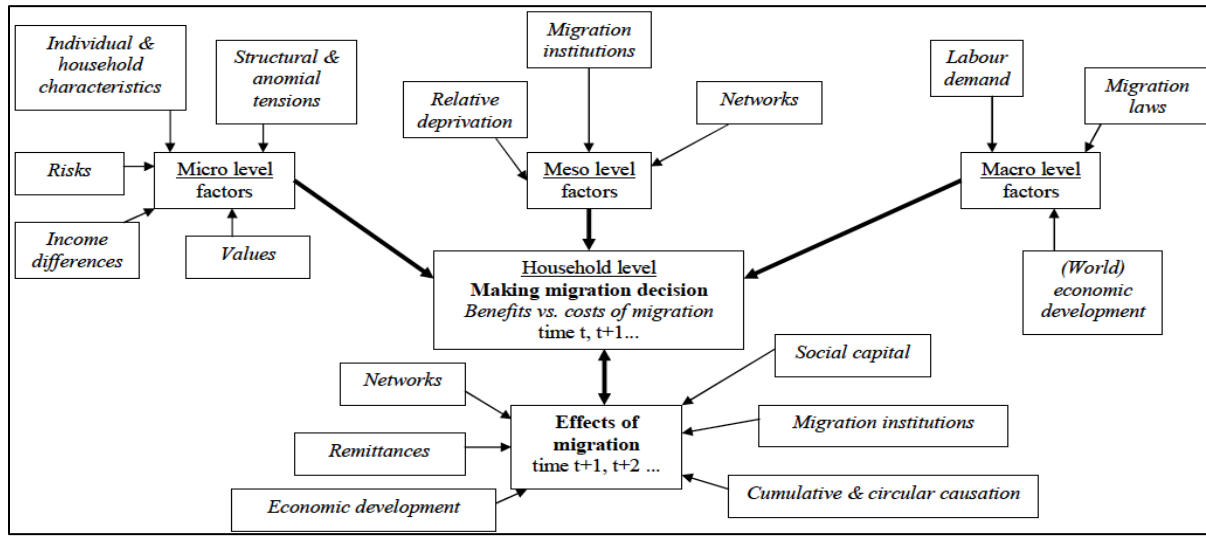 Individual &
household
characteristics
Structural &
anomial
tensions
Migration
institutions
Relative
deprivation
Networks
Labour
demand
Migration
laws
Risks
Micro level
factors
Meso level
factors
Macro level
factors
Income
differences
Values
(World)
economic
development
Household level
Making migration decision
Benefits vs. costs of migration
time t, t+1...
Networks
Social capital
Remittances
Effects of
migration
time t+1, t+2 ...
Migration institutions
Economic development
Cumulative & circular causation